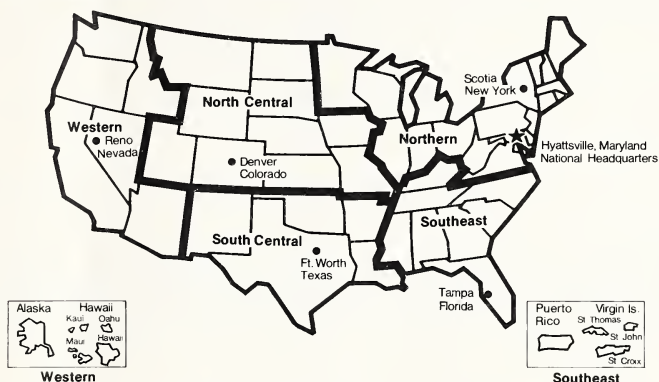 Scotia
New York
North Central
Western
Reno
Nevada
Northern
Hyattsville, Maryland
National Headquarters
Denver
Colorado
Southeast
South Central
Ft. Worth
Texas
Tampa
Florida
Alaska
Hawaii
Kaui
Oahu
Maui
Hawaii
Western
Puerto
Rico
Virgin Is.
St Thomas
St John
St Croix
Southeast